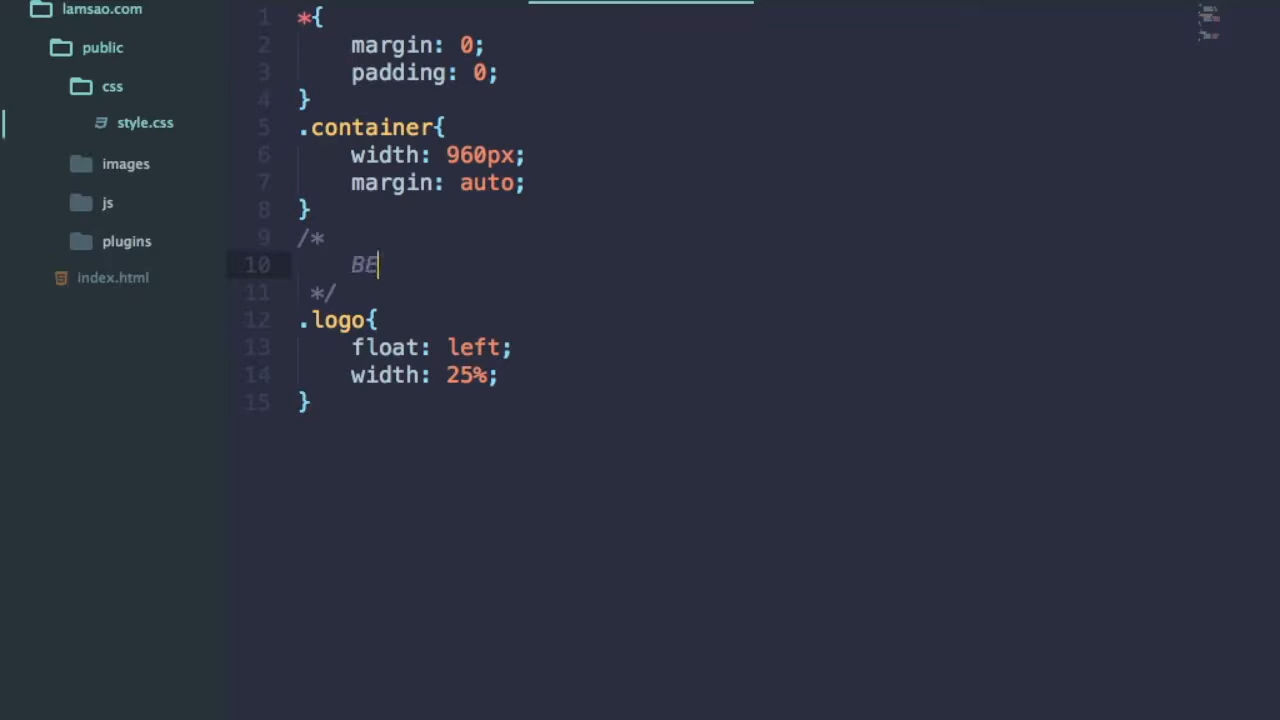 lamsao.com
public
css
style.css
images
js
plugins
index.html
1 *{
2 margin: 0;
3 padding: 0;
4 }
5 .container{
6 width: 960px;
7 margin: auto;
8 }
9 /*
10 BE
11 */
12 .logo{
13 float: left;
14 width: 25%;
15 }